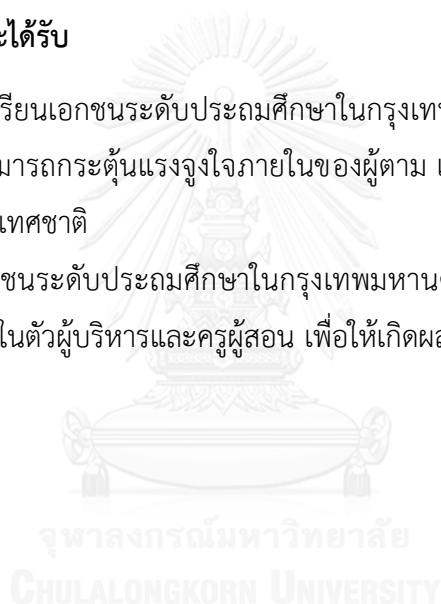 ะได้รับ
รียนเอกชนระดับประถมศึกษาในกรุงเทพ
มารถกระตุ้นแรงจูงใจภายในของผู้ตาม
เทศชาติ
ชนระดับประถมศึกษาในกรุงเทพมหานค
ในตัวผู้บริหารและครูผู้สอน เพื่อให้เกิดผล
จุฬาลงกรณ์มหาวิทยาลัย
CHULALONGKORN UNIVERSITY